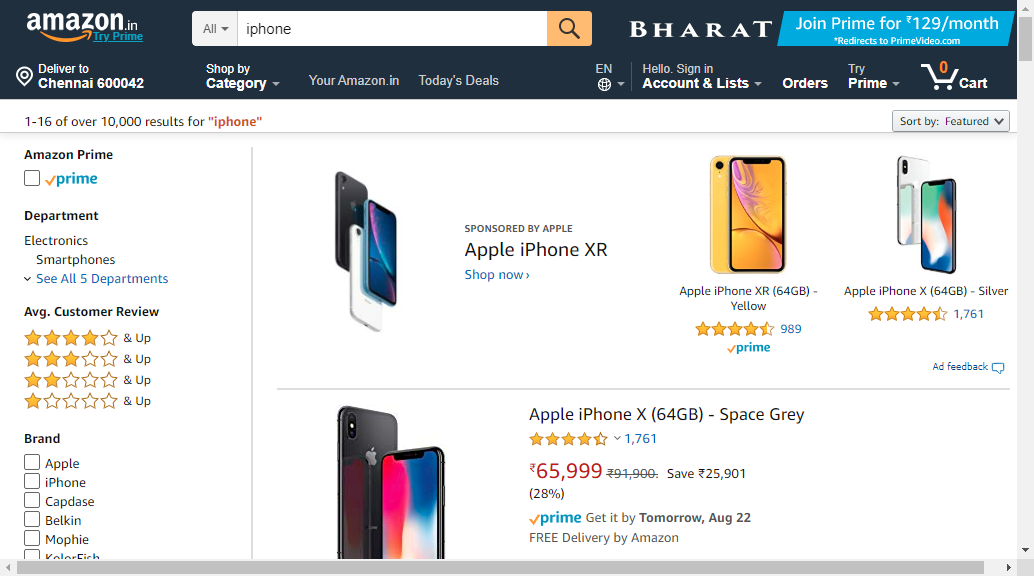 amazon.in
Try Prime
All
iphone
BHARAT
Join Prime for ₹129/month
*Redirects to PrimeVideo.com
Deliver to
Chennai 600042
Shop by
Category
Your Amazon.in
Today's Deals
EN
Hello. Sign in
Account & Lists
Orders
Try
Prime
0
Cart
1-16 of over 10,000 results for "iphone"
Sort by: Featured
Amazon Prime
prime
Department
Electronics
Smartphones
See All 5 Departments
Avg. Customer Review
& Up
& Up
& Up
& Up
Brand
Apple
iPhone
Capdase
Belkin
Mophie
KolorFish
SPONSORED BY APPLE
Apple iPhone XR
Shop now ›
Apple iPhone XR (64GB) -
Yellow
989
prime
Apple iPhone X (64GB) - Silver
1,761
Ad feedback
Apple iPhone X (64GB) - Space Grey
1,761
₹65,999 ₹91,900. Save ₹25,901
(28%)
prime Get it by Tomorrow, Aug 22
FREE Delivery by Amazon